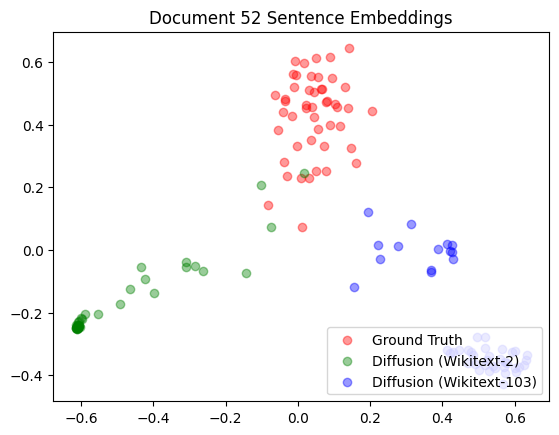 Document 52 Sentence Embeddings
0.6
0.4
0.2
0.0
−0.2
−0.4
Ground Truth
Diffusion (Wikitext-2)
Diffusion (Wikitext-103)
−0.6 −0.4 −0.2 0.0 0.2 0.4 0.6